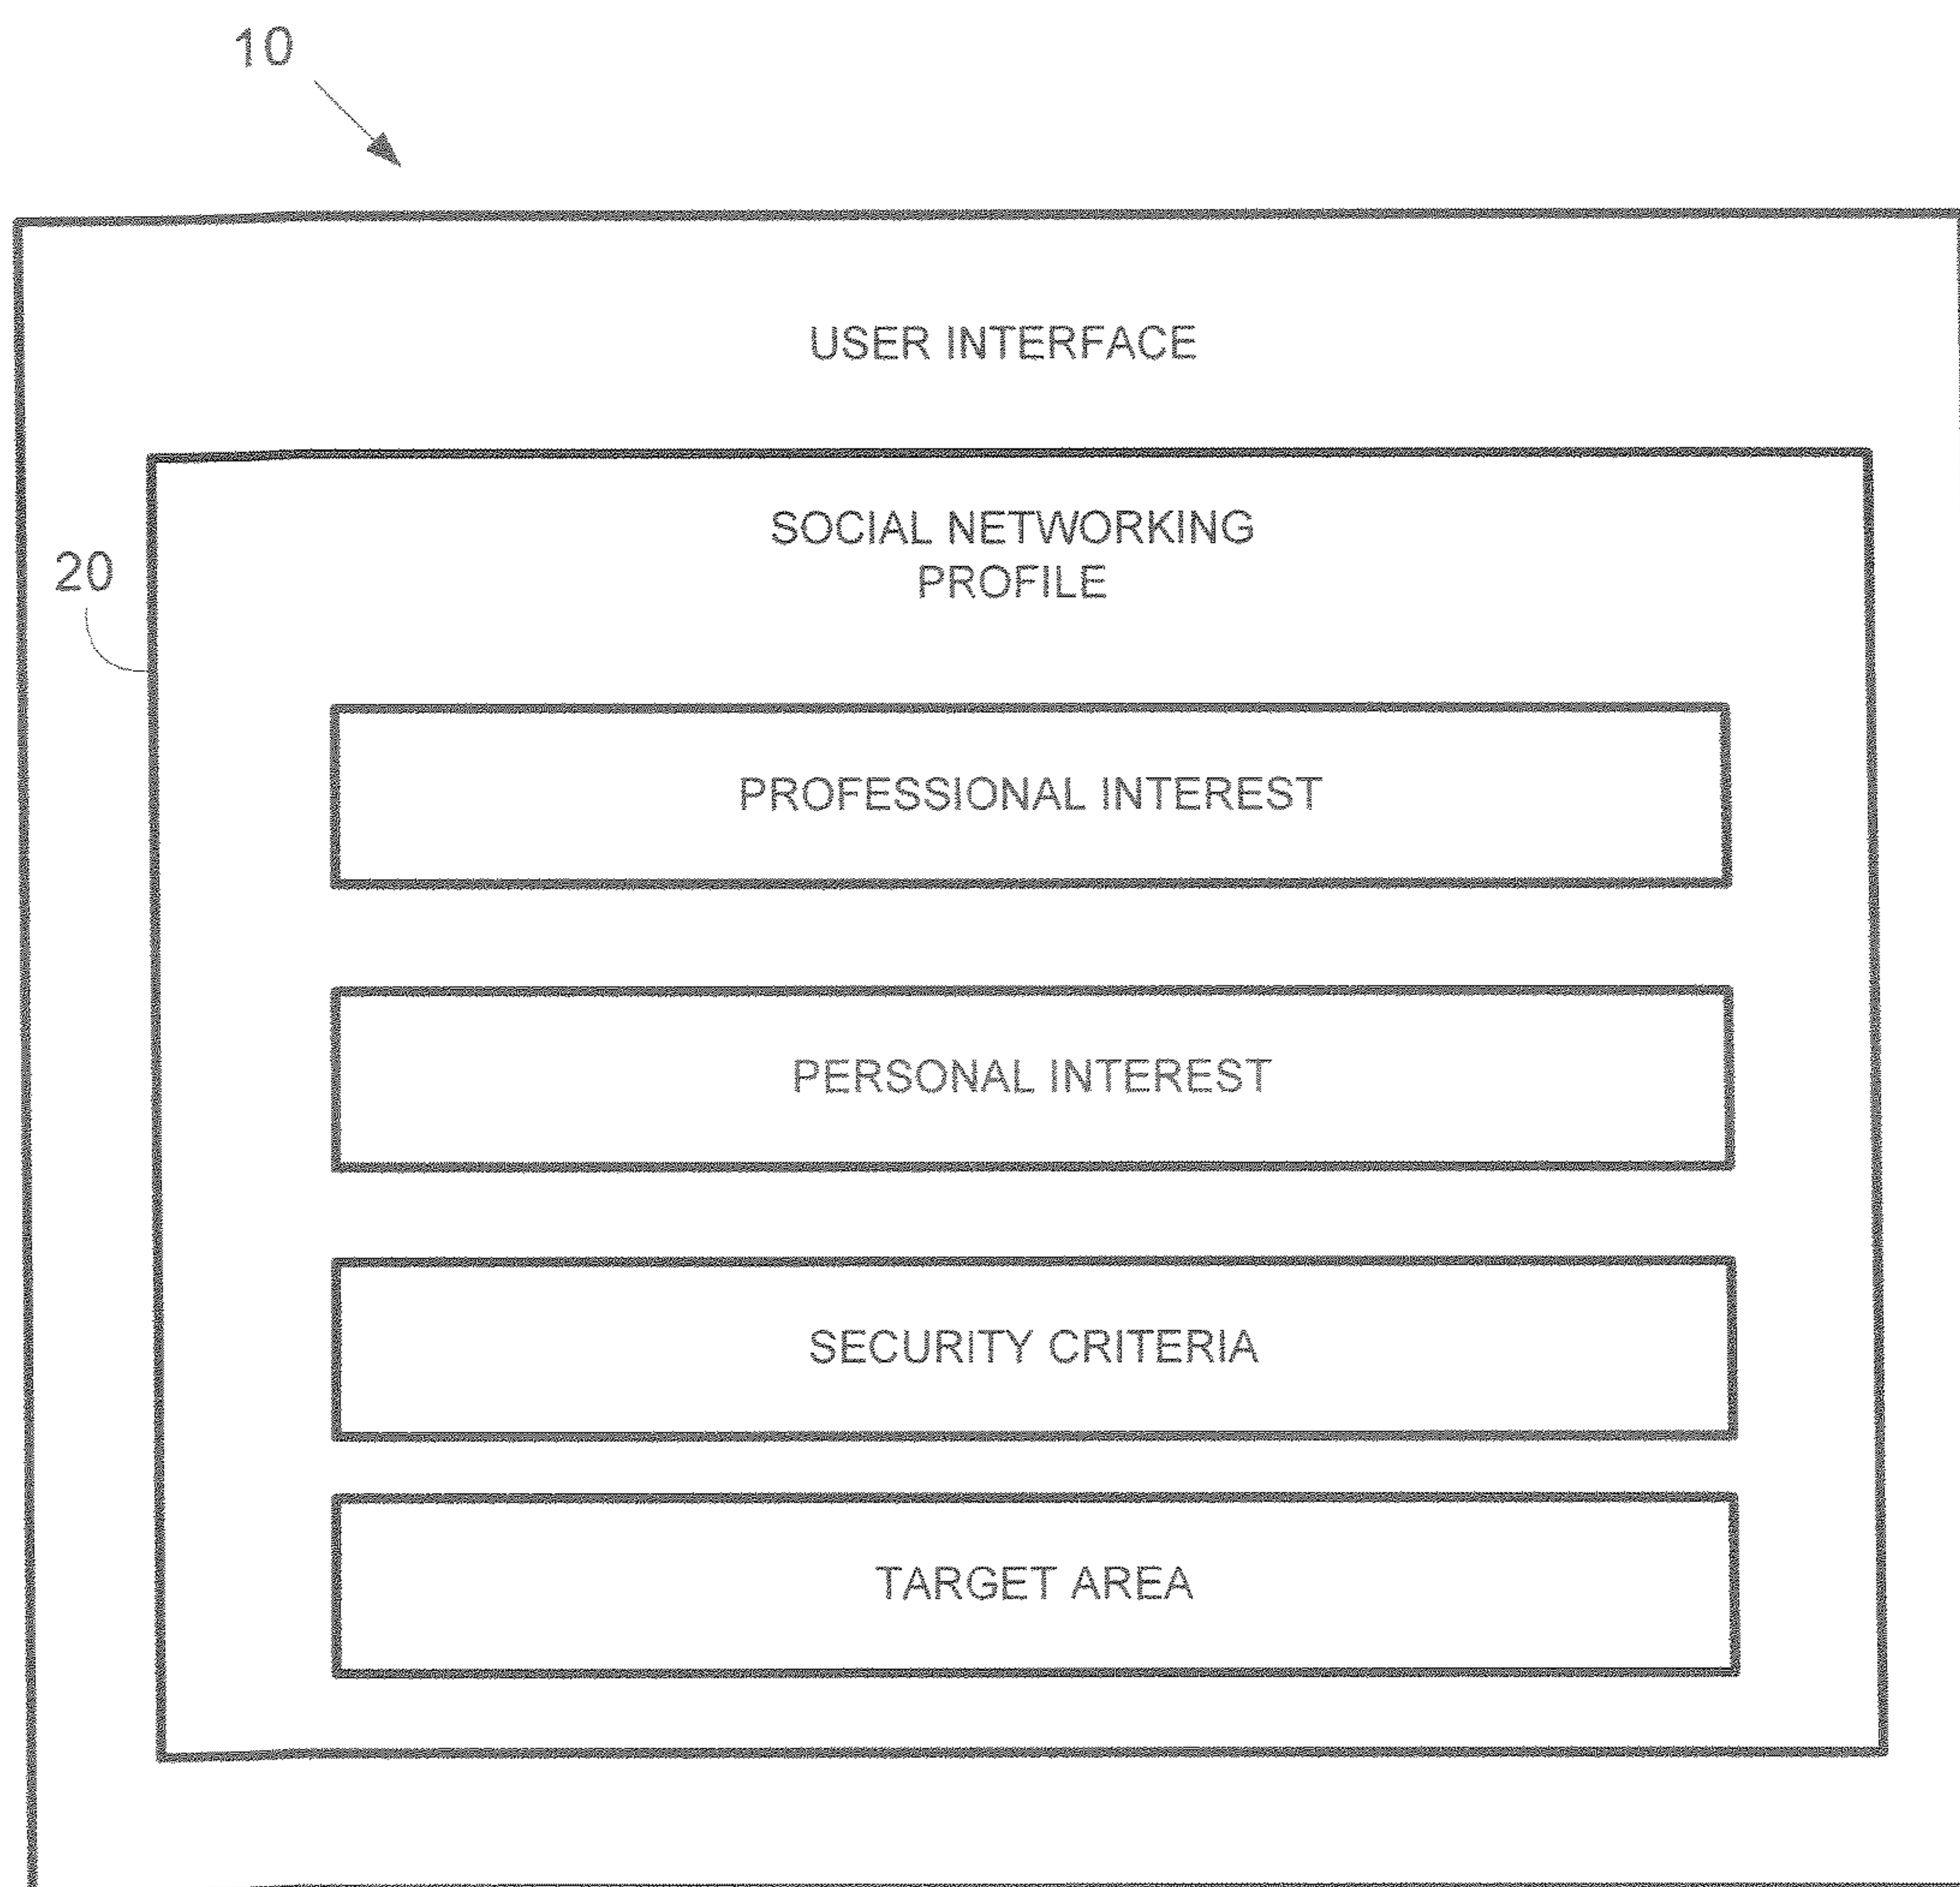 10
USER INTERFACE
SOCIAL NETWORKING
PROFILE
20
PROFESSIONAL INTEREST
PERSONAL INTEREST
SECURITY CRITERIA
TARGET AREA